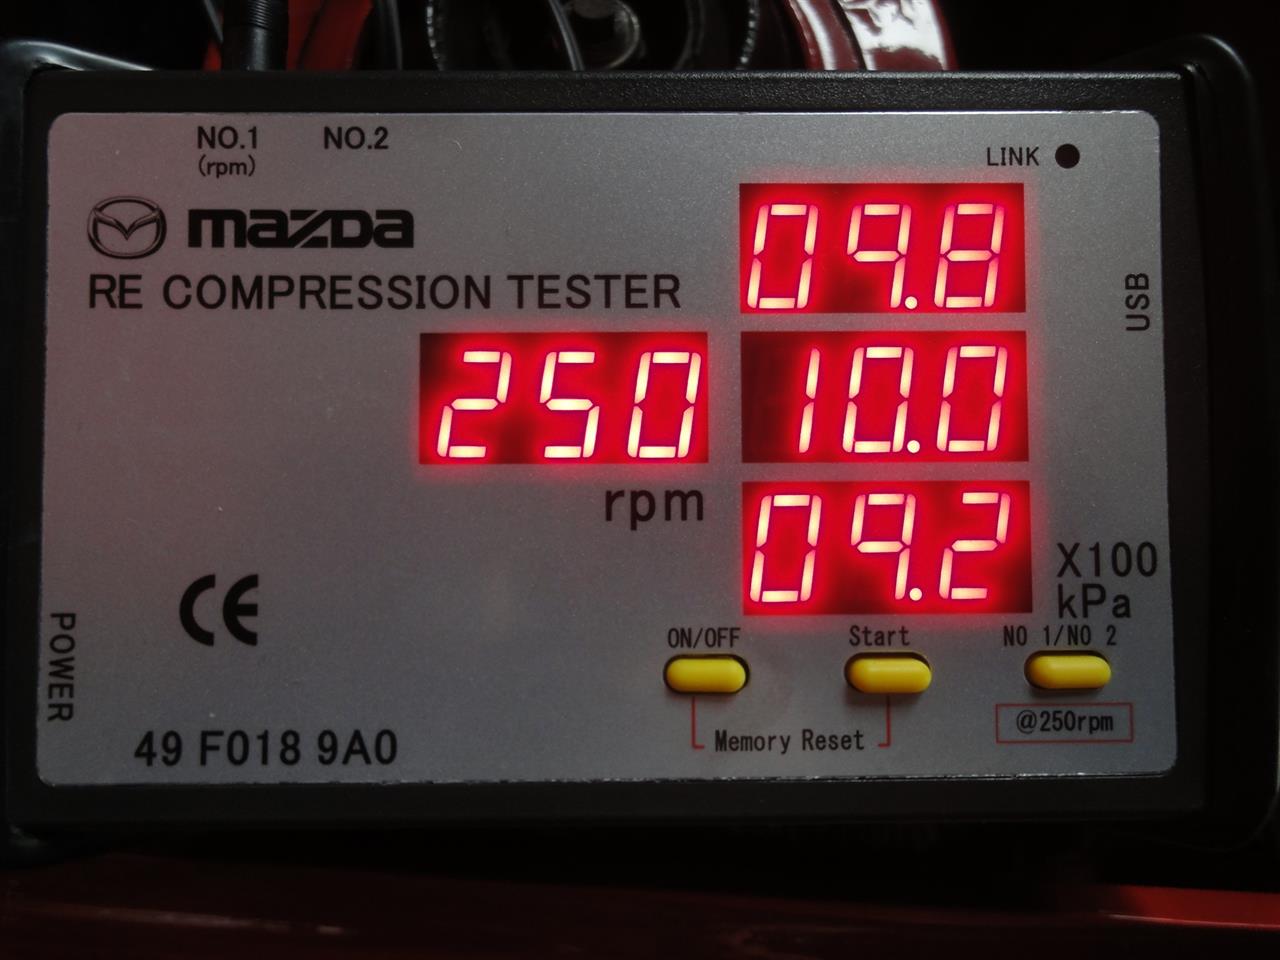 NO.1 NO.2
(rpm)
LINK
mazda
RE COMPRESSION TESTER
09.8
USB
250
10.0
rpm
09.2
X100
kPa
CE
POWER
ON/OFF Start NO 1/NO 2
@250rpm
Memory Reset
49 F018 9A0